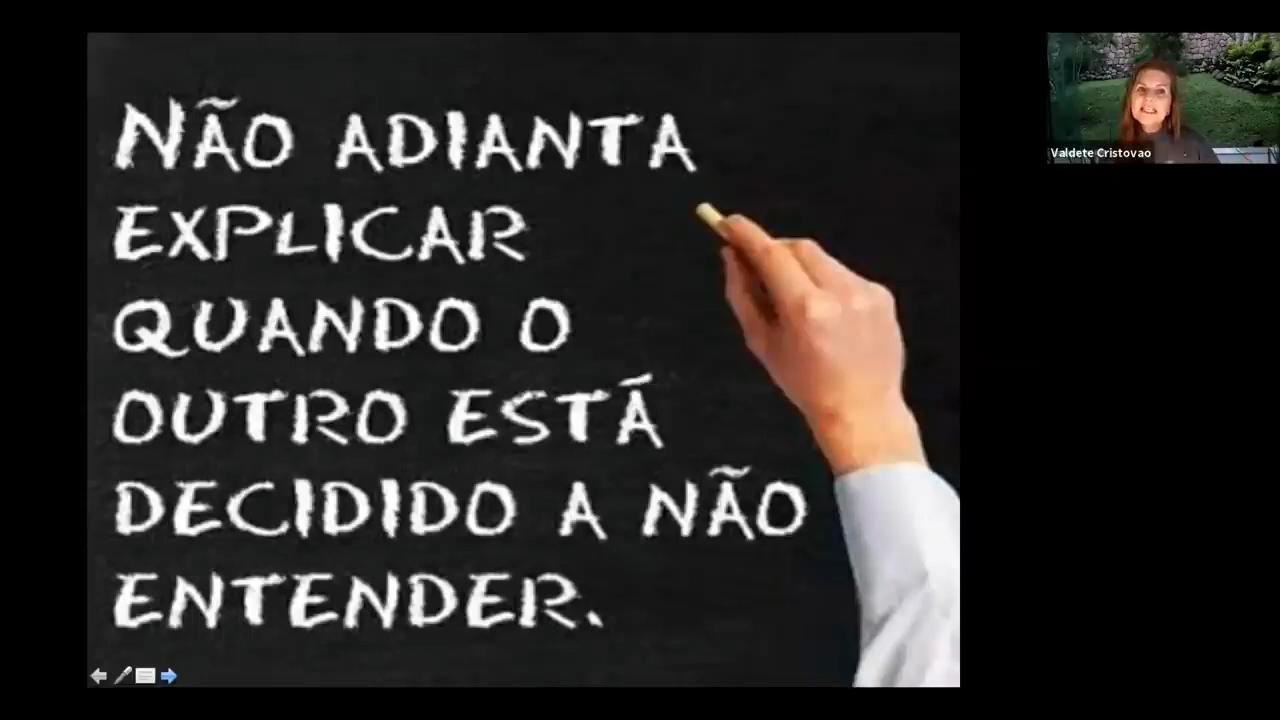 NÃO ADIANTA
EXPLICAR
QUANDO O
OUTRO ESTÁ
DECIDIDO A NÃO
ENTENDER.
Valdete Cristovao